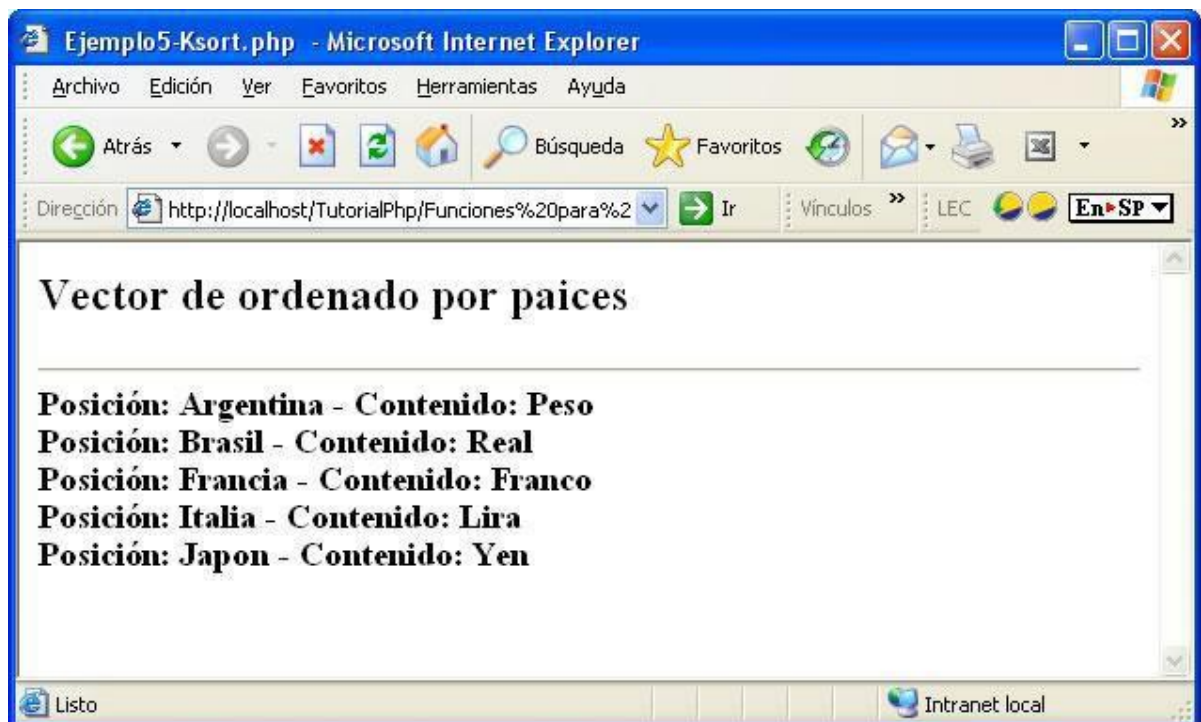 Ejemplo5-Ksort.php - Microsoft Internet Explorer
Archivo Edición Ver Favoritos Herramientas Ayuda
Atrás Búsqueda Favoritos »
Dirección http://localhost/TutorialPhp/Funciones%20para%2 Ir Vínculos » LEC En▸SP
Vector de ordenado por paices
Posición: Argentina - Contenido: Peso
Posición: Brasil - Contenido: Real
Posición: Francia - Contenido: Franco
Posición: Italia - Contenido: Lira
Posición: Japon - Contenido: Yen
Listo Intranet local